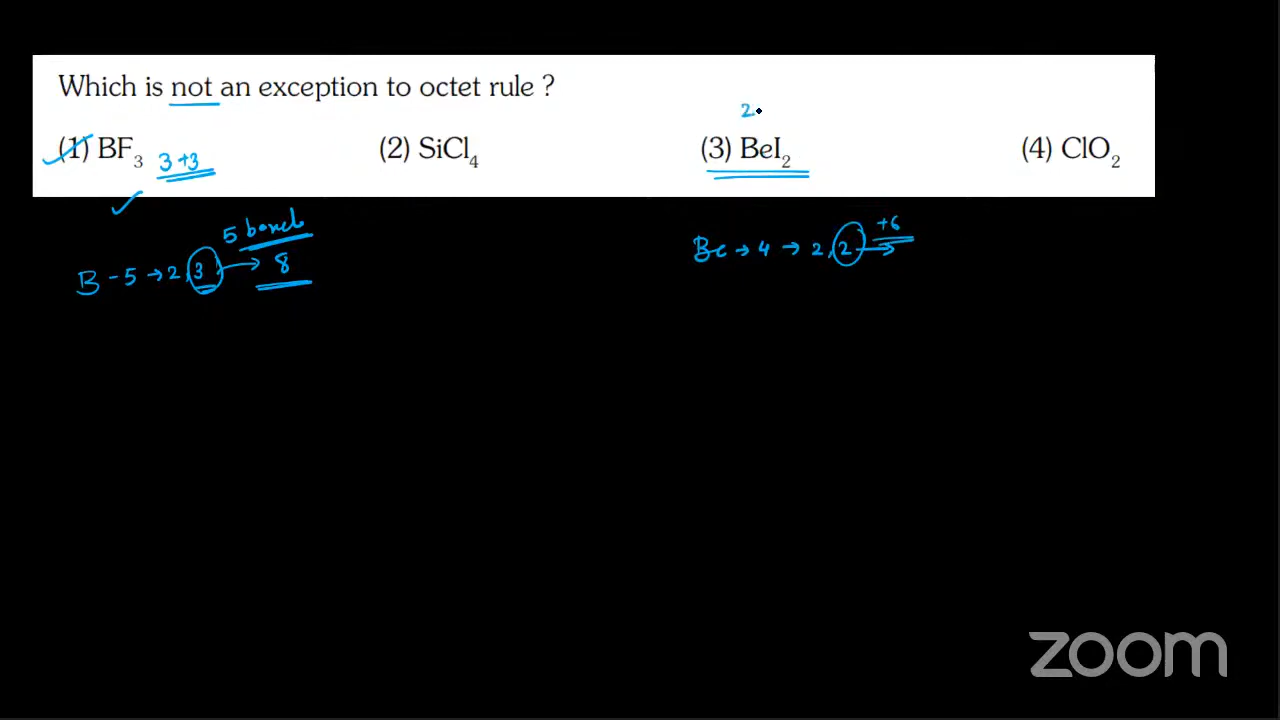 Which is not an exception to octet rule ?
2
(1) BF₃ (2) SiCl₄ (3) BeI₂ (4) ClO₂
3+3
5 bonds
B - 5 → 2, 3 → 8
Be → 4 → 2, 2 → +6
zoom